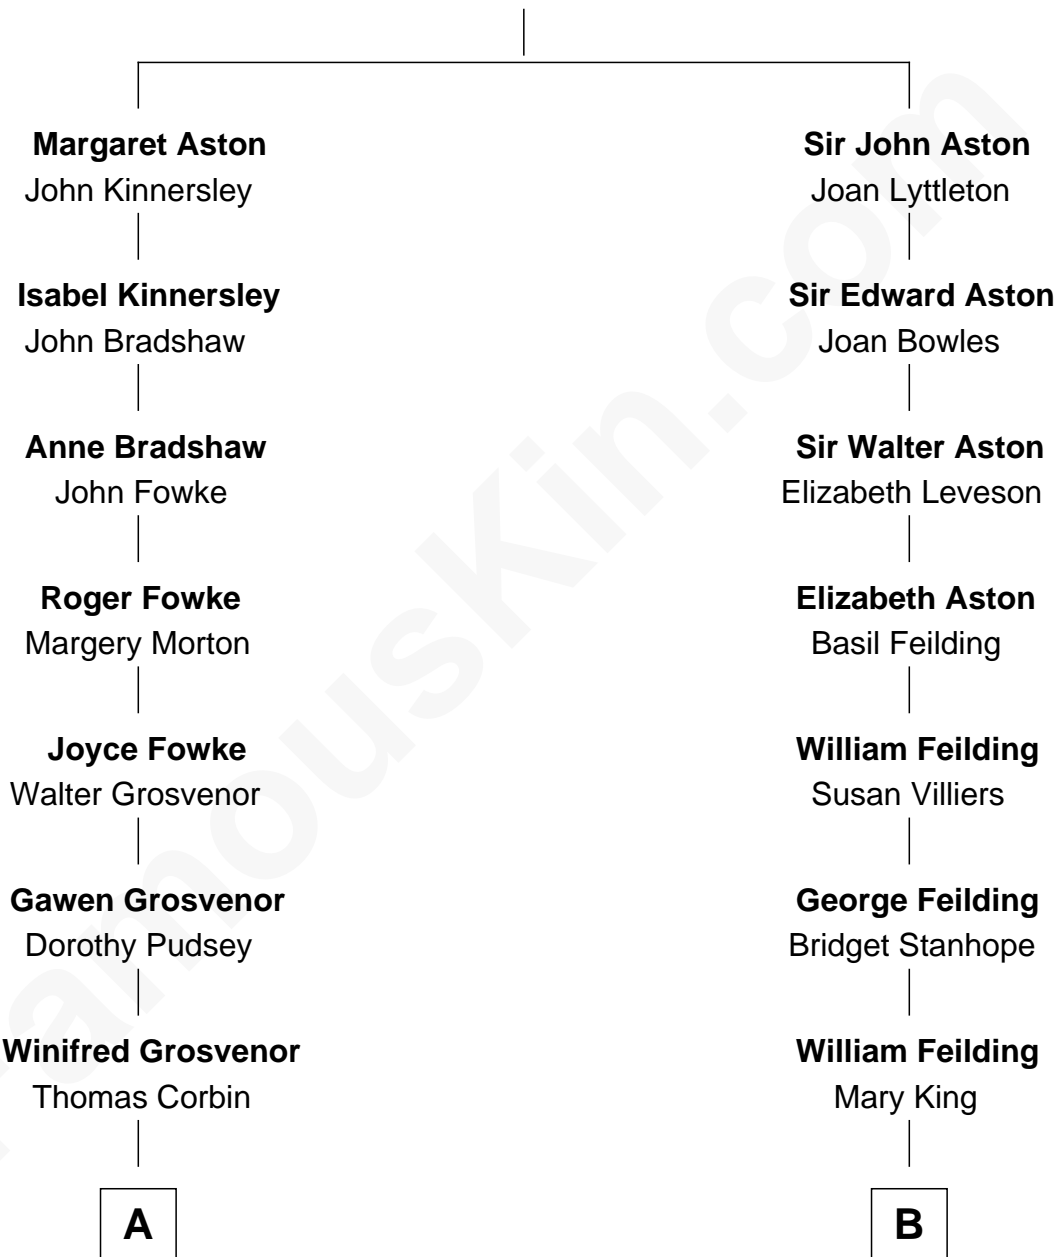 Margaret Aston
John Kinnersley
Sir John Aston
Joan Lyttleton
Isabel Kinnersley
John Bradshaw
Sir Edward Aston
Joan Bowles
Anne Bradshaw
John Fowke
Sir Walter Aston
Elizabeth Leveson
Roger Fowke
Margery Morton
Elizabeth Aston
Basil Feilding
Joyce Fowke
Walter Grosvenor
William Feilding
Susan Villiers
Gawen Grosvenor
Dorothy Pudsey
George Feilding
Bridget Stanhope
Winifred Grosvenor
Thomas Corbin
William Feilding
Mary King
A
B
FamousKin.com